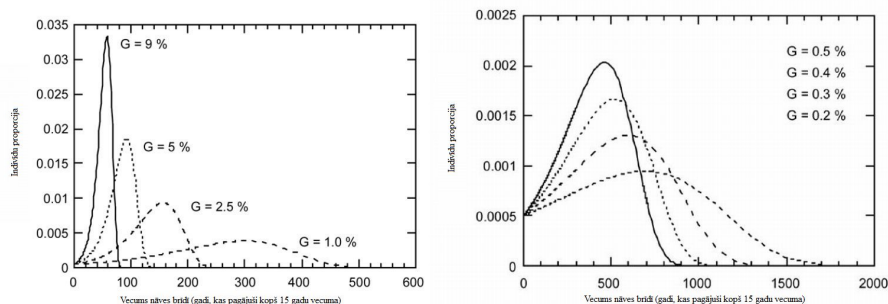 0.035
0.03
0.025
0.02
0.015
0.01
0.005
0
Indivīdu proporcija
G = 9 %
G = 5 %
G = 2.5 %
G = 1.0 %
0 100 200 300 400 500 600
Vecums nāves brīdī (gadi, kas pagājuši kopš 15 gadu vecuma)
0.0025
0.002
0.0015
0.001
0.0005
0
Indivīdu proporcija
G = 0.5 %
G = 0.4 %
G = 0.3 %
G = 0.2 %
0 500 1000 1500 2000
Vecums nāves brīdī (gadi, kas pagājuši kopš 15 gadu vecuma)